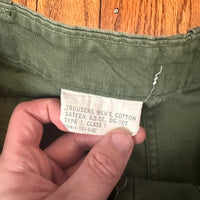 TROUSERS, MEN'S, COTTON
SATEEN, 8.5 OZ., OG-107
TYPE I, CLASS 1